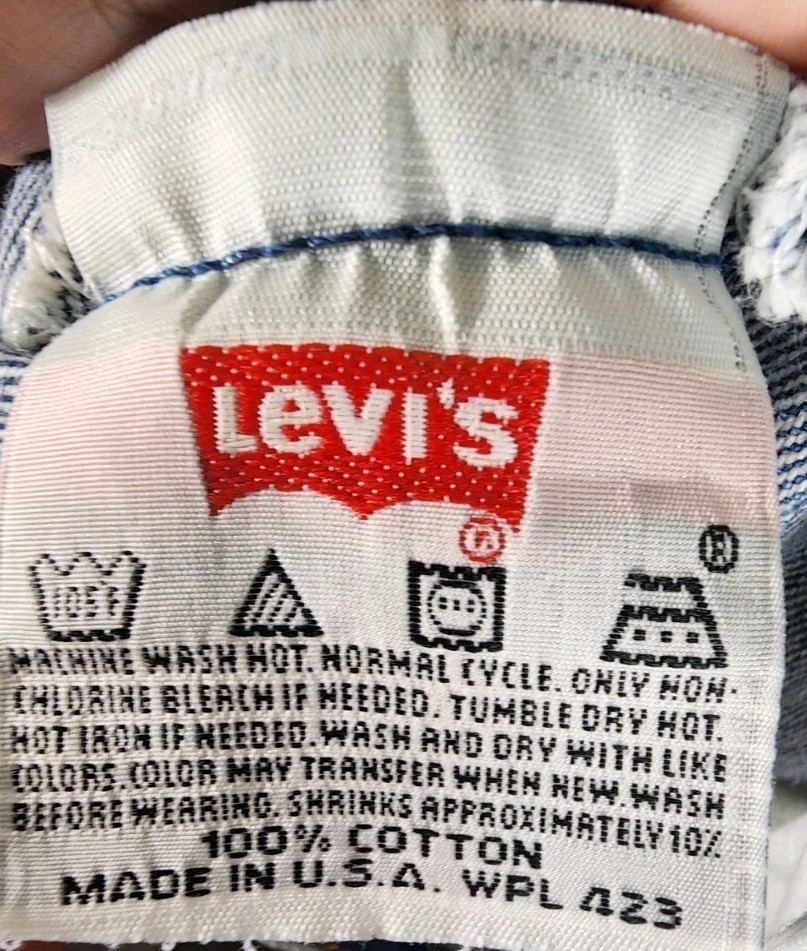 LEVI'S
®
®
105F
MACHINE WASH HOT. NORMAL CYCLE. ONLY NON-
CHLORINE BLEACH IF NEEDED. TUMBLE DRY HOT.
HOT IRON IF NEEDED. WASH AND DRY WITH LIKE
COLORS. COLOR MAY TRANSFER WHEN NEW. WASH
BEFORE WEARING. SHRINKS APPROXIMATELY 10%
100% COTTON
MADE IN U.S.A. WPL 423